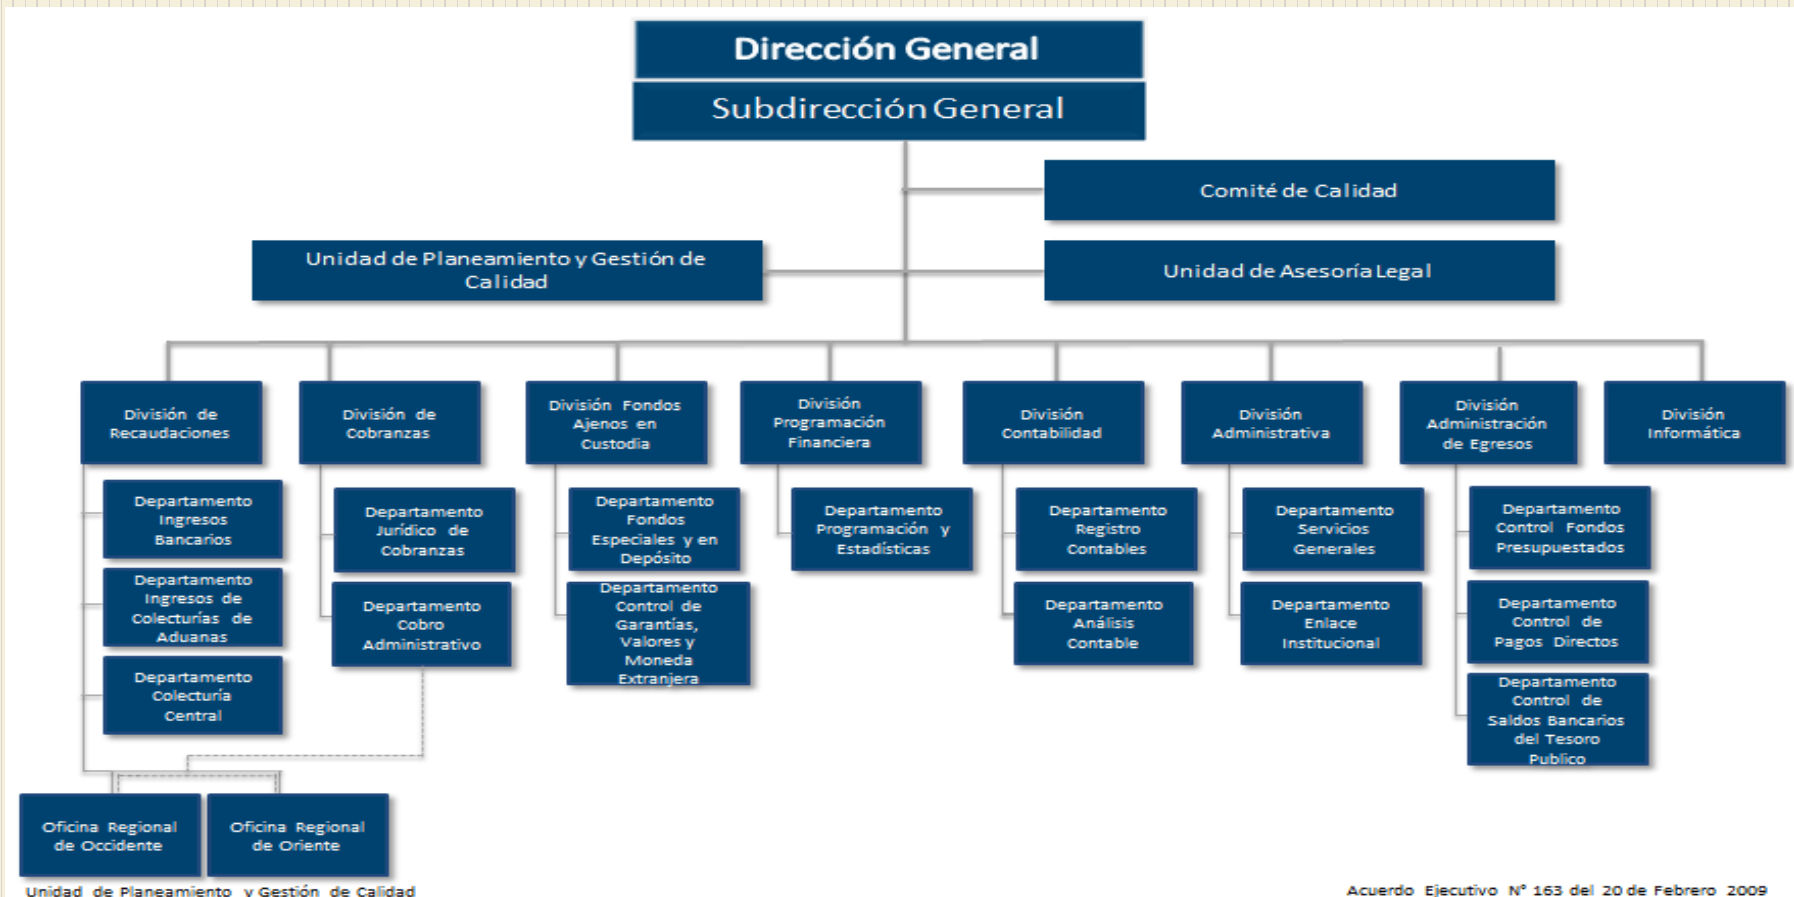 Dirección General
Subdirección General
Comité de Calidad
Unidad de Planeamiento y Gestión de
Calidad
Unidad de Asesoría Legal
División de
Recaudaciones
División de
Cobranzas
División Fondos
Ajenos en
Custodia
División
Programación
Financiera
División
Contabilidad
División
Administrativa
División
Administración
de Egresos
División
Informática
Departamento
Ingresos
Bancarios
Departamento
Ingresos de
Colecturías de
Aduanas
Departamento
Colecturía
Central
Departamento
Jurídico de
Cobranzas
Departamento
Cobro
Administrativo
Departamento
Fondos
Especiales y en
Depósito
Departamento
Control de
Garantías,
Valores y
Moneda
Extranjera
Departamento
Programación y
Estadísticas
Departamento
Registro
Contables
Departamento
Análisis
Contable
Departamento
Servicios
Generales
Departamento
Enlace
Institucional
Departamento
Control Fondos
Presupuestados
Departamento
Control de
Pagos Directos
Departamento
Control de
Saldos Bancarios
del Tesoro
Publico
Oficina Regional
de Occidente
Oficina Regional
de Oriente
Unidad de Planeamiento y Gestión de Calidad
Acuerdo Ejecutivo N° 163 del 20 de Febrero 2009